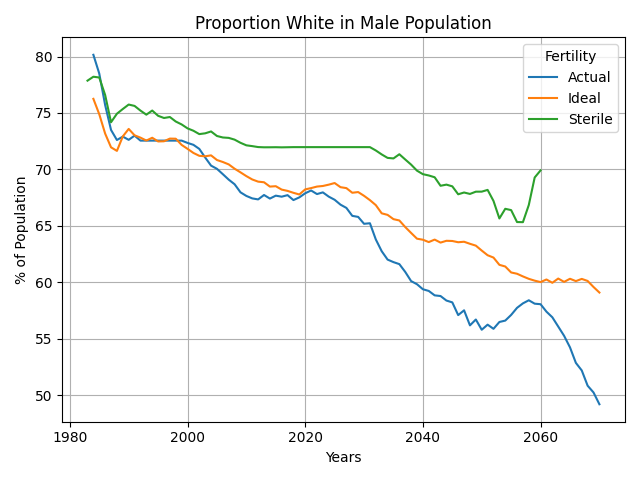 Proportion White in Male Population
Fertility
Actual
Ideal
Sterile
% of Population
80
75
70
65
60
55
50
1980
2000
2020
2040
2060
Years